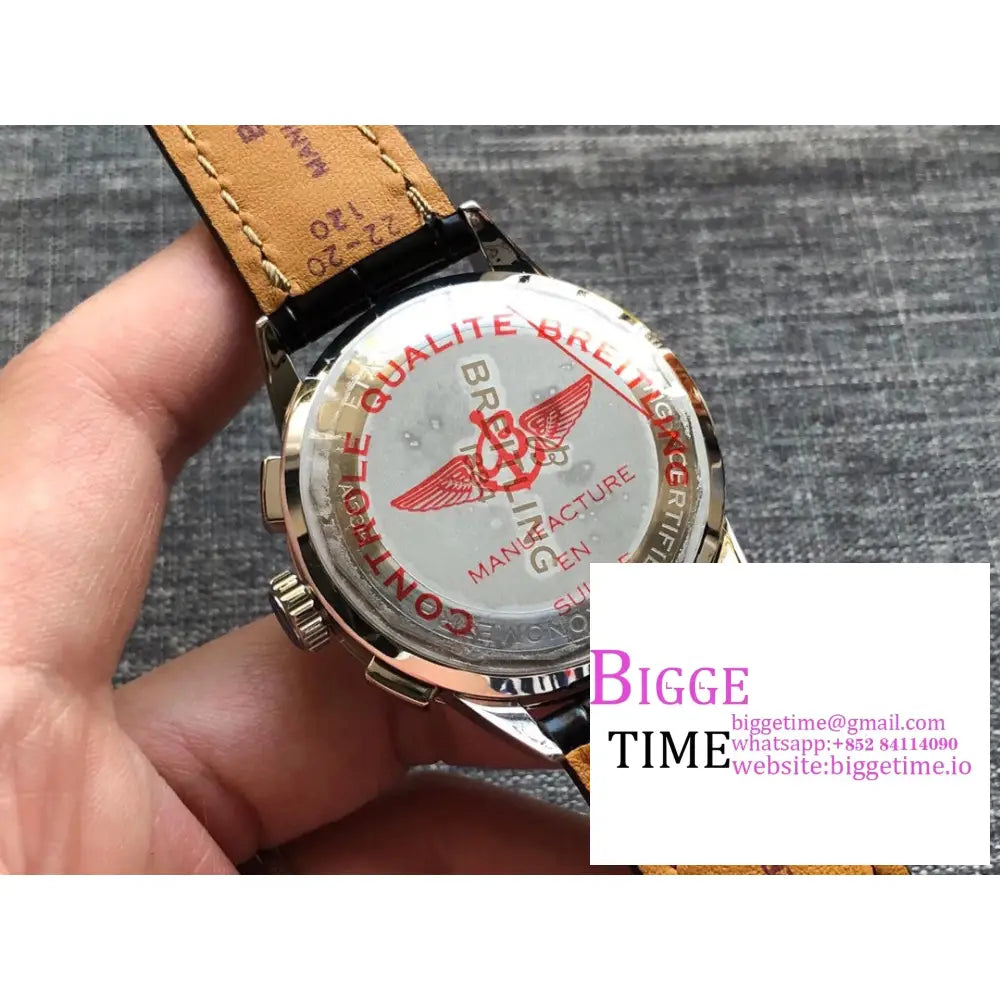 B
MAN
22-20
120
CONTROLE QUALITE BREITLING
BREITLING
MANUFACTURE
EN
BIGGE
TIME
biggetime@gmail.com
whatsapp:+852 84114090
website:biggetime.io